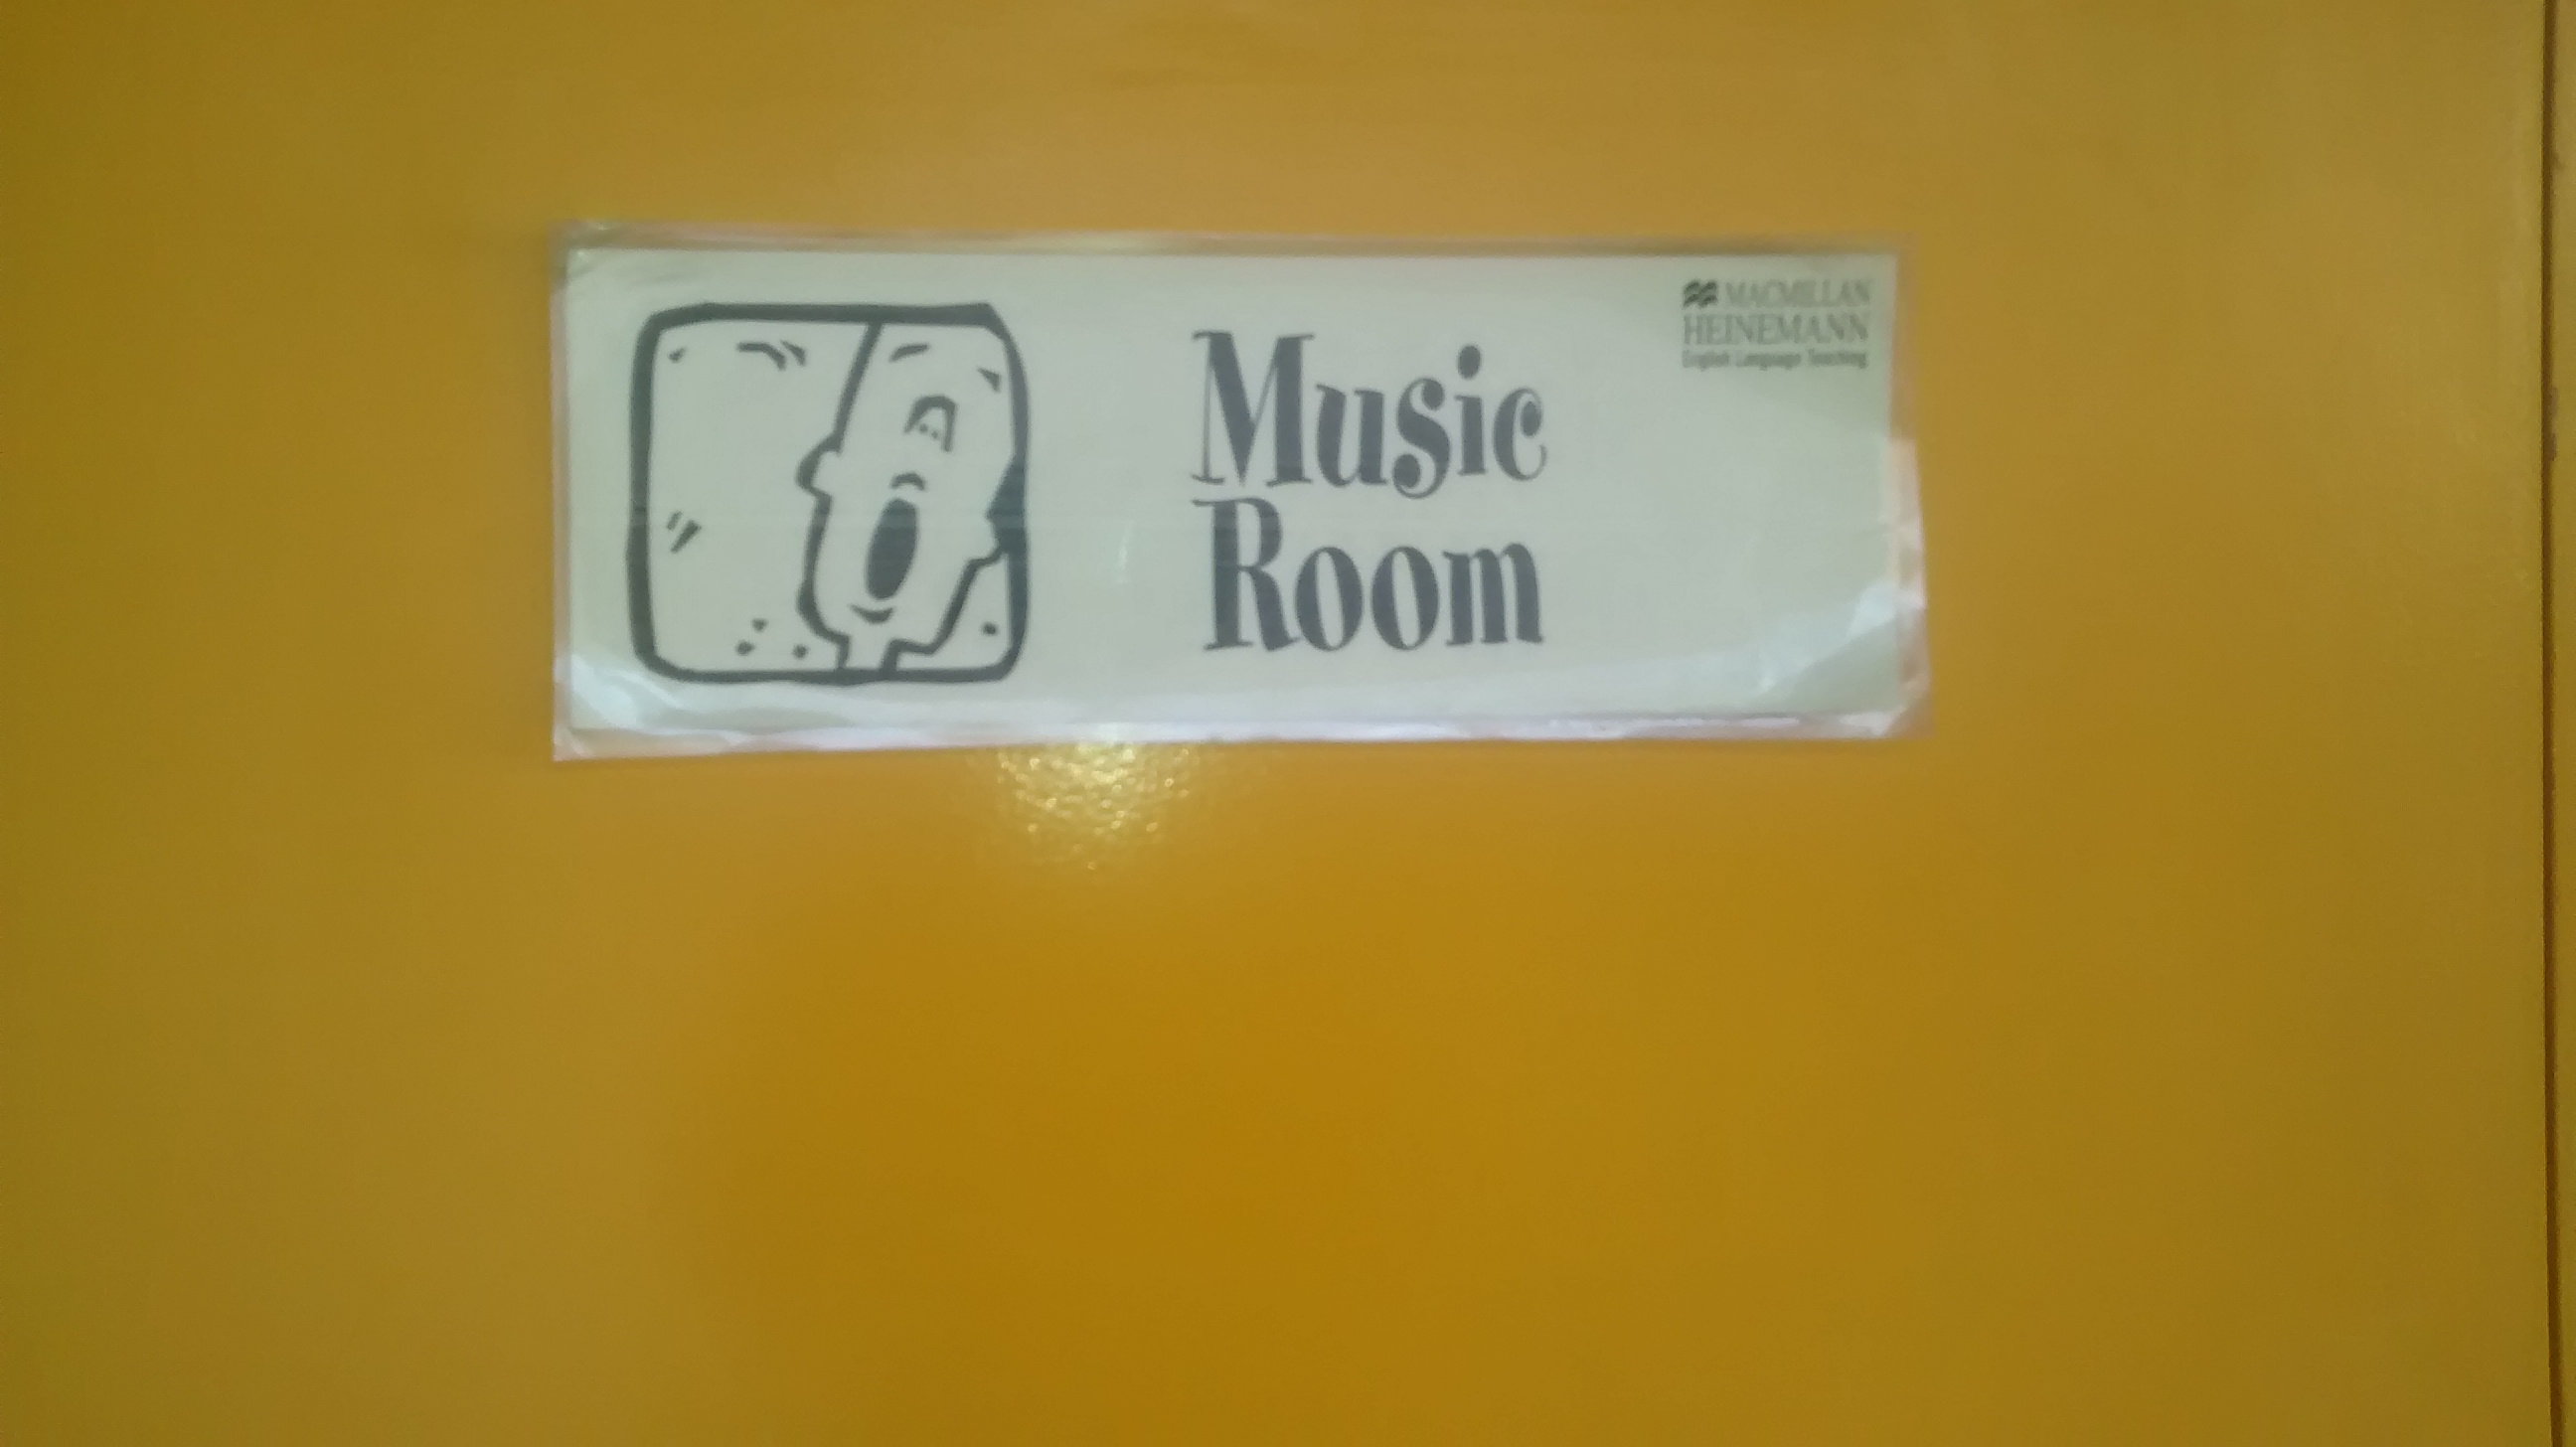 Music
Room
MACMILLAN
HEINEMANN
English Language Teaching